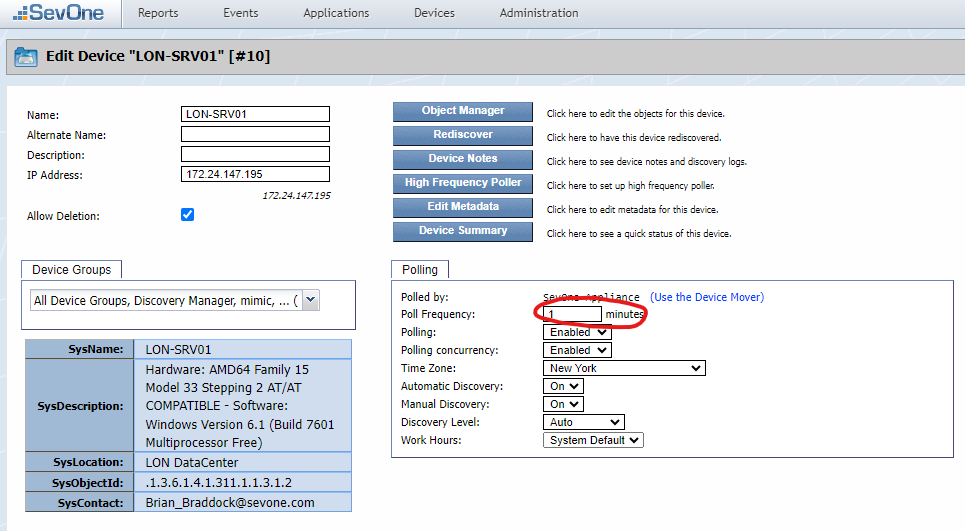 SevOne Reports Events Applications Devices Administration
Edit Device "LON-SRV01" [#10]
Name: LON-SRV01
Alternate Name:
Description:
IP Address: 172.24.147.195
172.24.147.195
Allow Deletion:
Object Manager Click here to edit the objects for this device.
Rediscover Click here to have this device rediscovered.
Device Notes Click here to see device notes and discovery logs.
High Frequency Poller Click here to set up high frequency poller.
Edit Metadata Click here to edit metadata for this device.
Device Summary Click here to see a quick status of this device.
Device Groups
All Device Groups, Discovery Manager, mimic, ... (
SysName: LON-SRV01
SysDescription: Hardware: AMD64 Family 15
Model 33 Stepping 2 AT/AT
COMPATIBLE - Software:
Windows Version 6.1 (Build 7601
Multiprocessor Free)
SysLocation: LON DataCenter
SysObjectId: .1.3.6.1.4.1.311.1.1.3.1.2
SysContact: Brian_Braddock@sevone.com
Polling
Polled by: SevOne Appliance (Use the Device Mover)
Poll Frequency: 1 minutes
Polling: Enabled
Polling concurrency: Enabled
Time Zone: New York
Automatic Discovery: On
Manual Discovery: On
Discovery Level: Auto
Work Hours: System Default